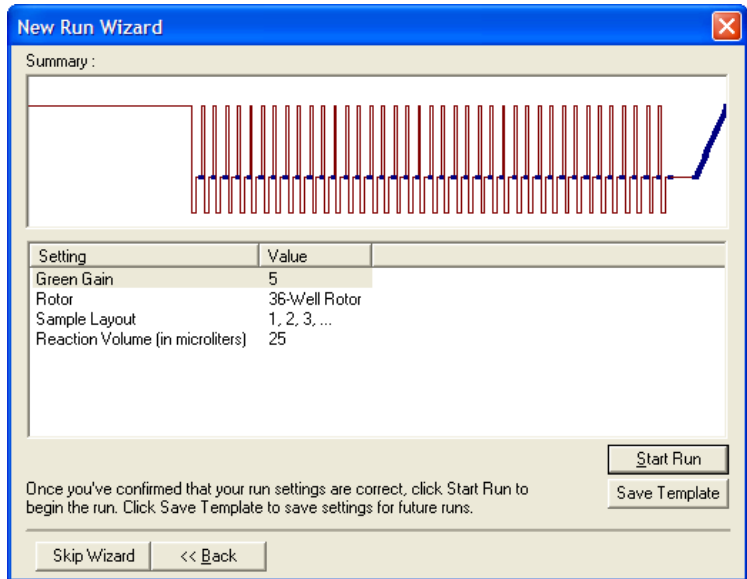 New Run Wizard
Summary :
Setting Value
Green Gain 5
Rotor 36-Well Rotor
Sample Layout 1, 2, 3, ...
Reaction Volume (in microliters) 25
Start Run
Once you've confirmed that your run settings are correct, click Start Run to
begin the run. Click Save Template to save settings for future runs.
Save Template
Skip Wizard << Back